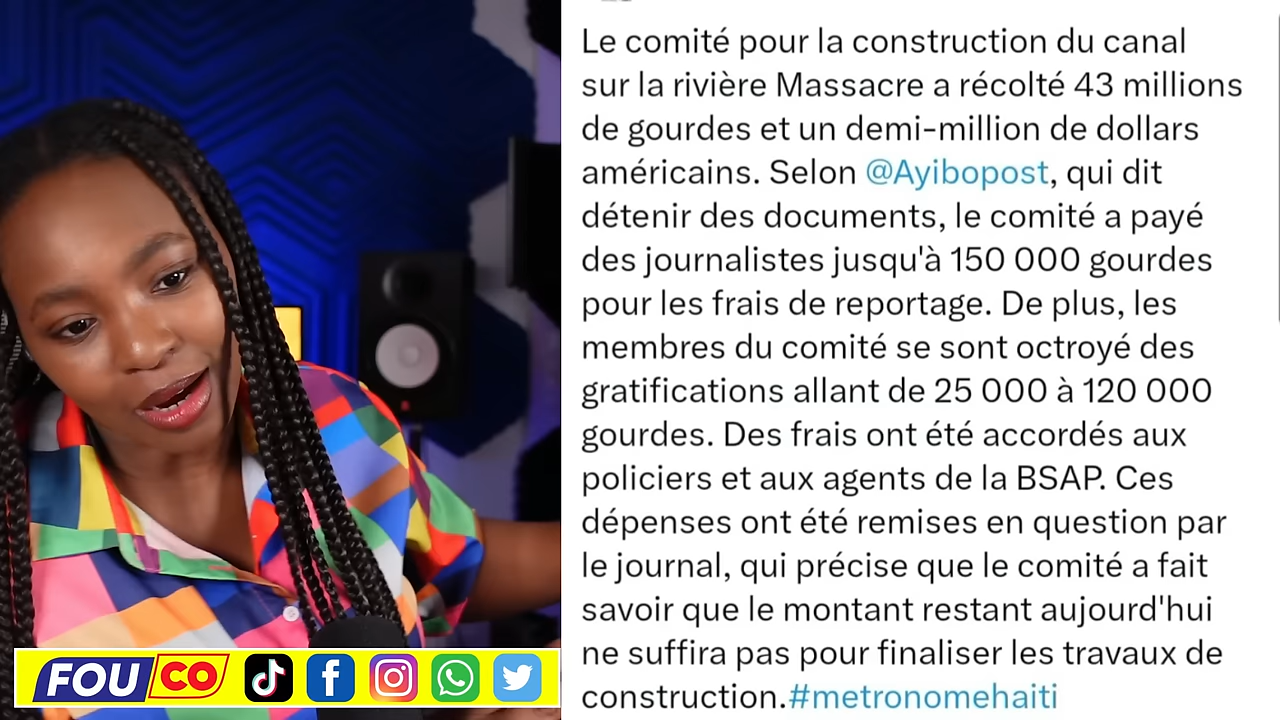 Le comité pour la construction du canal
sur la rivière Massacre a récolté 43 millions
de gourdes et un demi-million de dollars
américains. Selon @Ayibopost, qui dit
détenir des documents, le comité a payé
des journalistes jusqu'à 150 000 gourdes
pour les frais de reportage. De plus, les
membres du comité se sont octroyé des
gratifications allant de 25 000 à 120 000
gourdes. Des frais ont été accordés aux
policiers et aux agents de la BSAP. Ces
dépenses ont été remises en question par
le journal, qui précise que le comité a fait
savoir que le montant restant aujourd'hui
ne suffira pas pour finaliser les travaux de
construction.#metronomehaiti
FOUCO